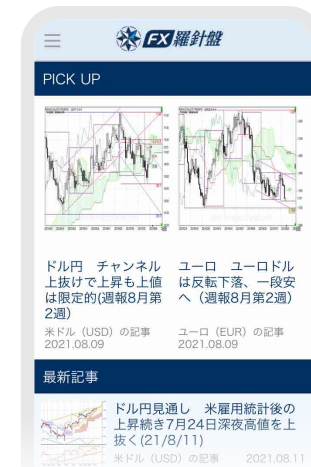 FX羅針盤
PICK UP
ドル円 チャンネル
上抜けで上昇も上値
は限定的(週報8月第
2週)
米ドル（USD）の記事
2021.08.09
ユーロ ユーロドル
は反転下落、一段安
へ（週報8月第2週）
ユーロ（EUR）の記事
2021.08.09
最新記事
ドル円見通し 米雇用統計後の
上昇続き7月24日深夜高値を上
抜く(21/8/11)
米ドル（USD）の記事 2021.08.11